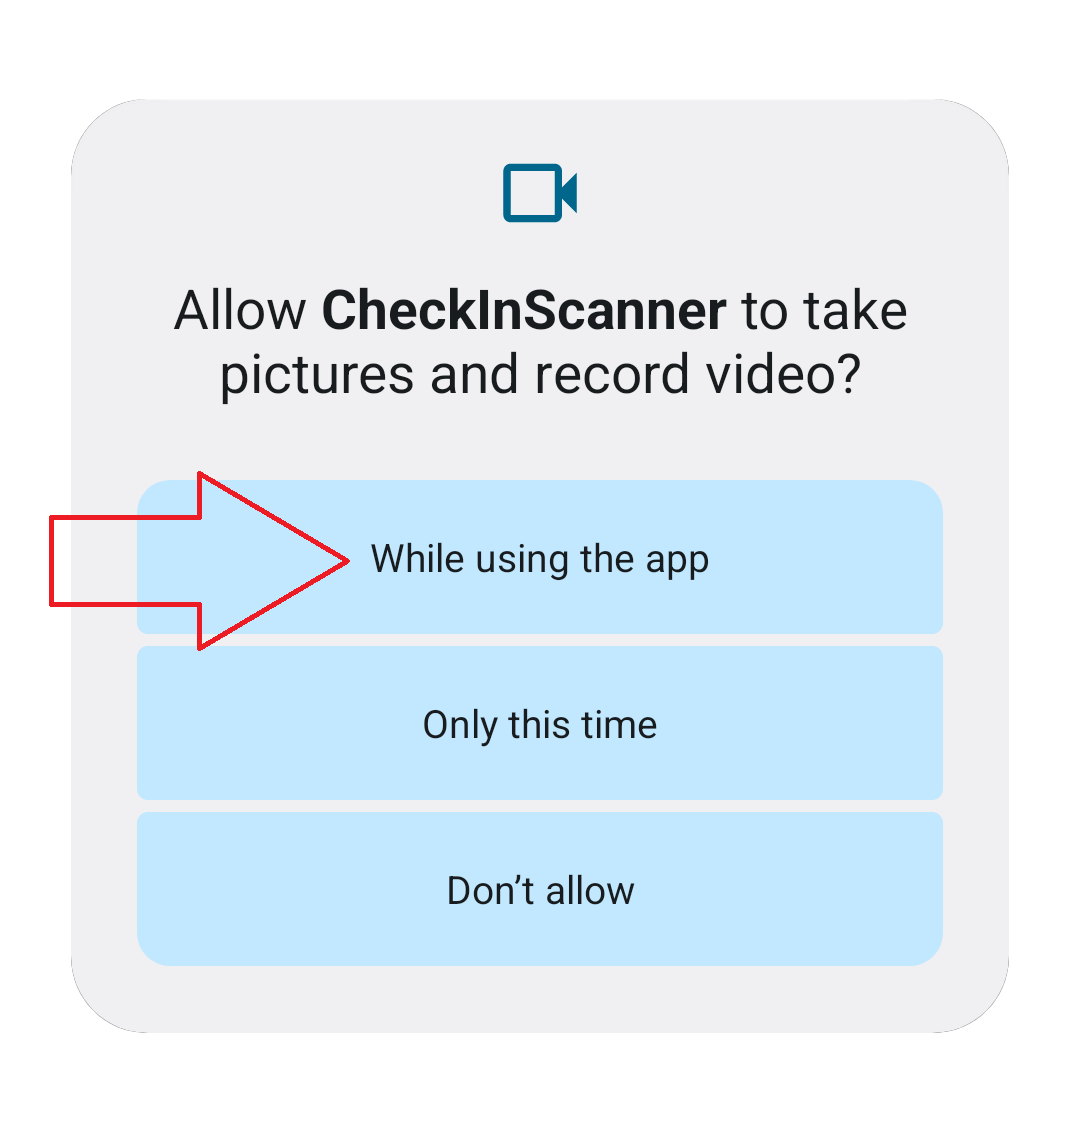 Allow CheckInScanner to take
pictures and record video?
While using the app
Only this time
Don’t allow